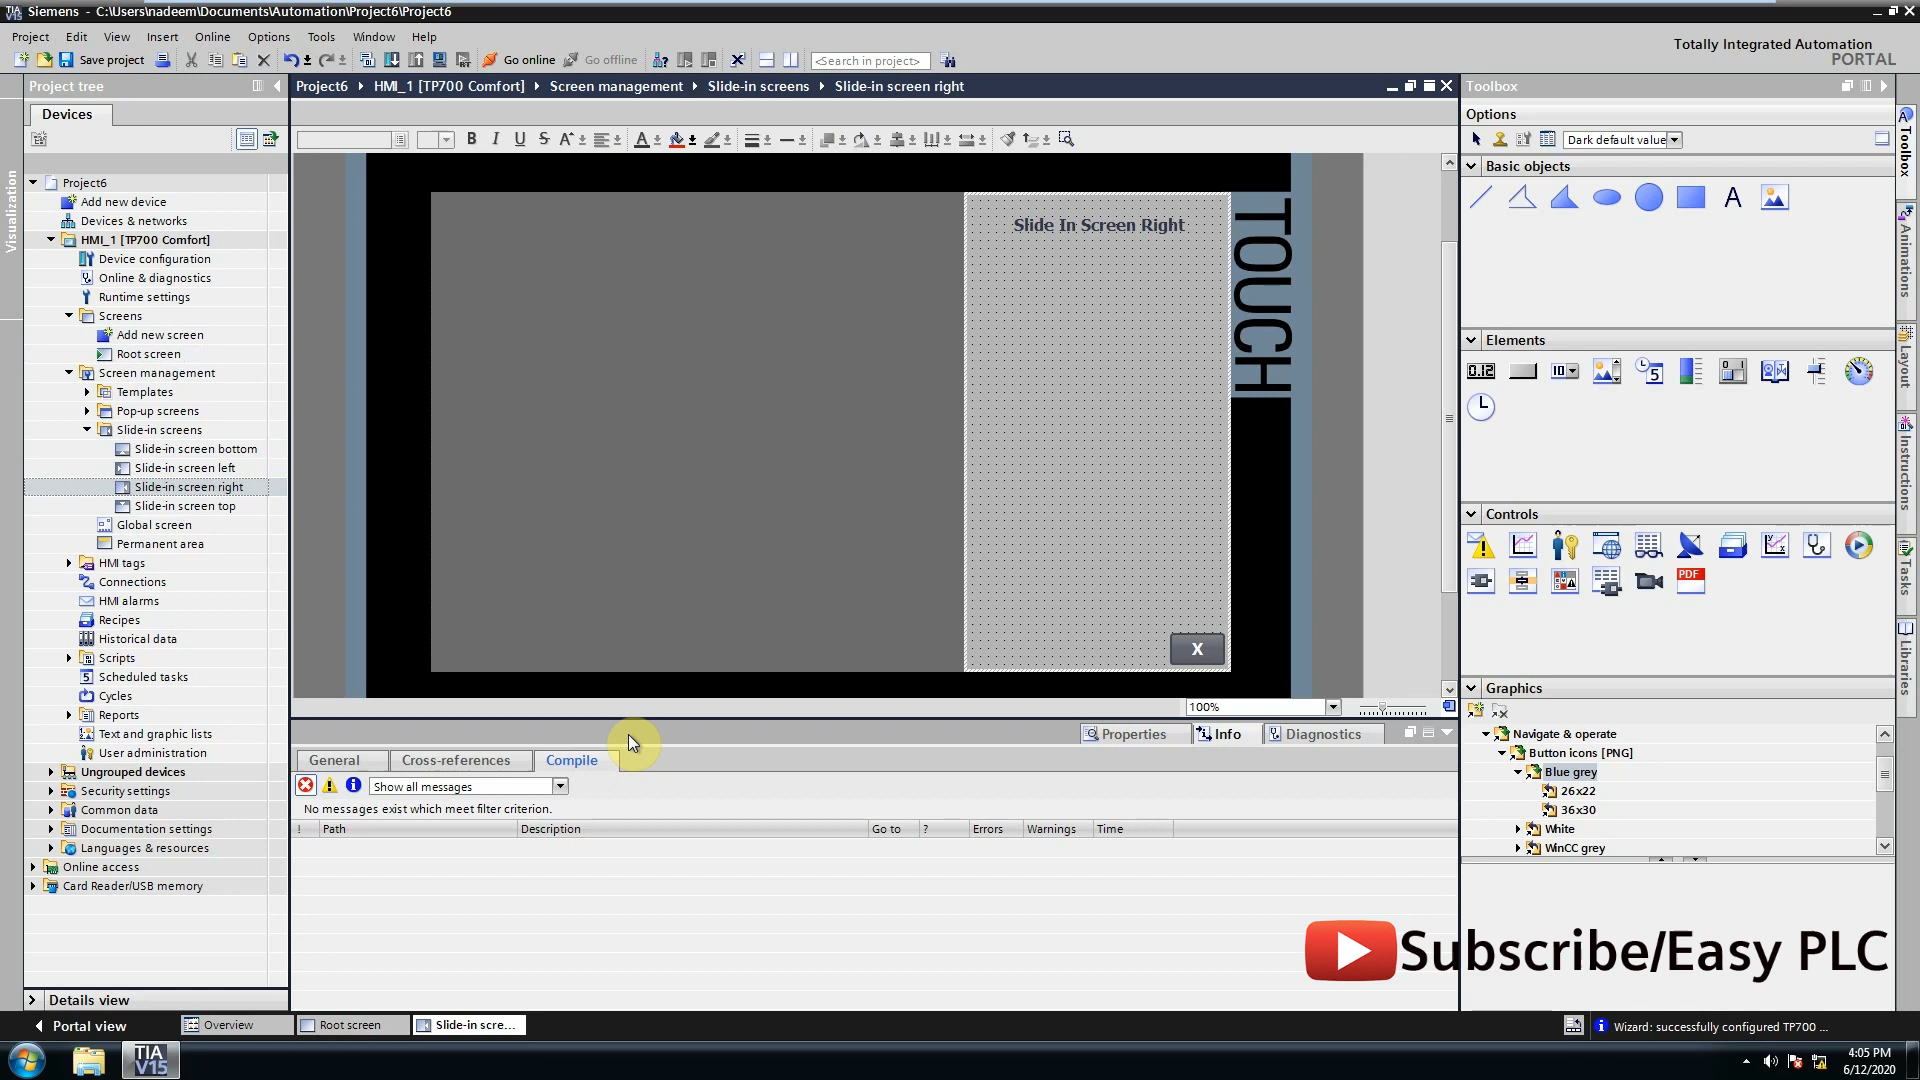 TIA
V15
Siemens - C:\Users\nadeem\Documents\Automation\Project6\Project6
Project Edit View Insert Online Options Tools Window Help
Totally Integrated Automation
PORTAL
Save project
Go online
Go offline
<Search in project>
Project tree
Devices
Visualization
Project6
Add new device
Devices & networks
HMI_1 [TP700 Comfort]
Device configuration
Online & diagnostics
Runtime settings
Screens
Add new screen
Root screen
Screen management
Templates
Pop-up screens
Slide-in screens
Slide-in screen bottom
Slide-in screen left
Slide-in screen right
Slide-in screen top
Global screen
Permanent area
HMI tags
Connections
HMI alarms
Recipes
Historical data
Scripts
Scheduled tasks
Cycles
Reports
Text and graphic lists
User administration
Ungrouped devices
Security settings
Common data
Documentation settings
Languages & resources
Online access
Card Reader/USB memory
Details view
Project6 HMI_1 [TP700 Comfort] Screen management Slide-in screens Slide-in screen right
B I U S A
A
Slide In Screen Right
TOUCH
X
100%
Properties
Info
Diagnostics
General
Cross-references
Compile
Show all messages
No messages exist which meet filter criterion.
! Path Description Go to ? Errors Warnings Time
Toolbox
Options
Dark default value
Basic objects
A
Elements
0.12
10
5
Controls
PDF
Graphics
Navigate & operate
Button icons [PNG]
Blue grey
26x22
36x30
White
WinCC grey
Toolbox
Animations
Layout
Instructions
Tasks
Libraries
Subscribe/Easy PLC
Portal view
Overview
Root screen
Slide-in scre...
Wizard: successfully configured TP700 ...
TIA
V15
4:05 PM
6/12/2020